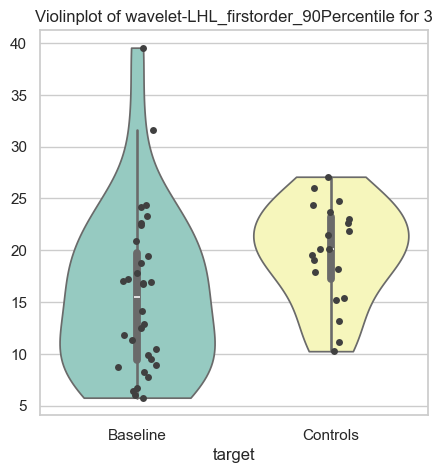 Violinplot of wavelet-LHL_firstorder_90Percentile for 3
40
35
30
25
20
15
10
5
Baseline Controls
target